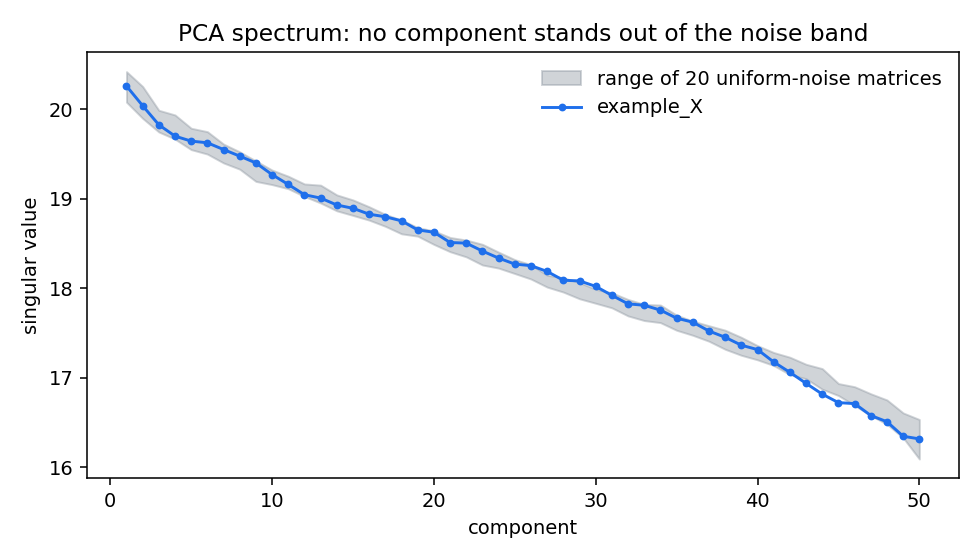 PCA spectrum: no component stands out of the noise band
range of 20 uniform-noise matrices
example_X
singular value
20
19
18
17
16
0
10
20
30
40
50
component